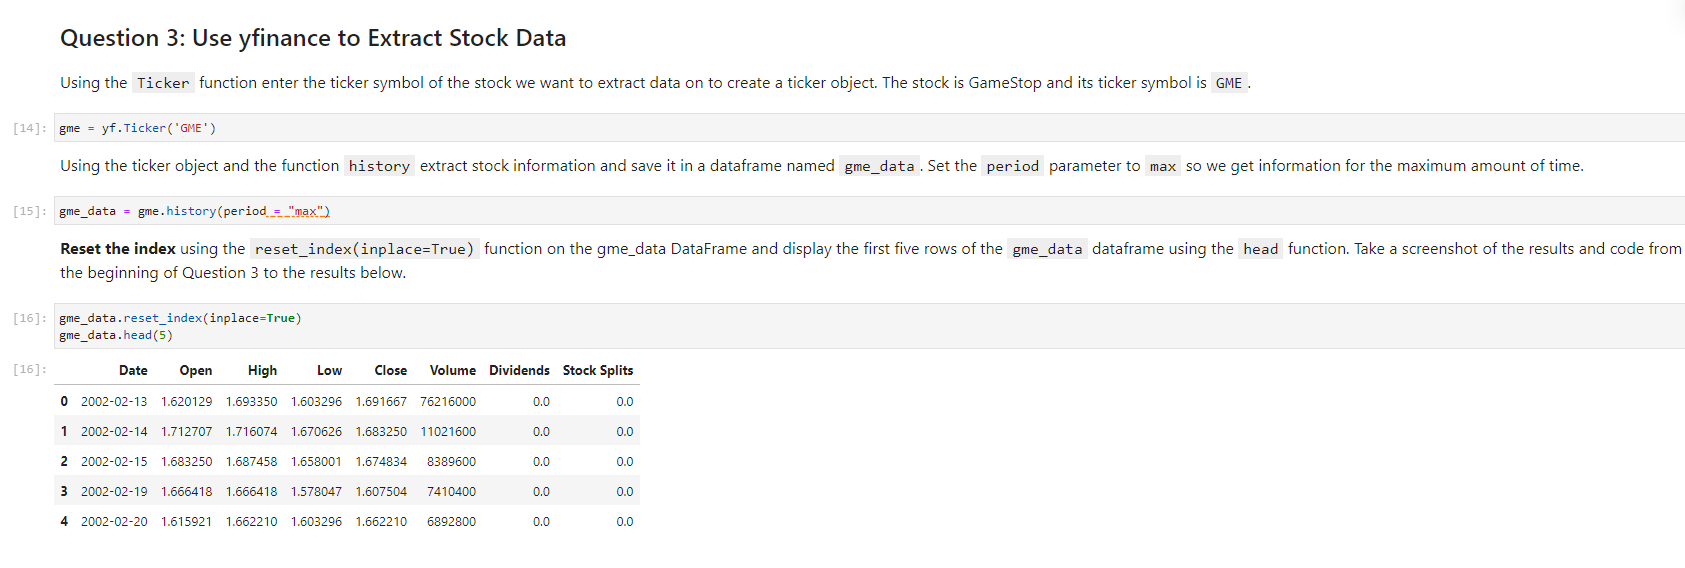 Question 3: Use yfinance to Extract Stock Data
Using the Ticker function enter the ticker symbol of the stock we want to extract data on to create a ticker object. The stock is GameStop and its ticker symbol is GME .
[14]: gme = yf.Ticker('GME')
Using the ticker object and the function history extract stock information and save it in a dataframe named gme_data . Set the period parameter to max so we get information for the maximum amount of time.
[15]: gme_data = gme.history(period = "max")
Reset the index using the reset_index(inplace=True) function on the gme_data DataFrame and display the first five rows of the gme_data dataframe using the head function. Take a screenshot of the results and code from
the beginning of Question 3 to the results below.
[16]: gme_data.reset_index(inplace=True)
gme_data.head(5)
[16]: Date Open High Low Close Volume Dividends Stock Splits
0 2002-02-13 1.620129 1.693350 1.603296 1.691667 76216000 0.0 0.0
1 2002-02-14 1.712707 1.716074 1.670626 1.683250 11021600 0.0 0.0
2 2002-02-15 1.683250 1.687458 1.658001 1.674834 8389600 0.0 0.0
3 2002-02-19 1.666418 1.666418 1.578047 1.607504 7410400 0.0 0.0
4 2002-02-20 1.615921 1.662210 1.603296 1.662210 6892800 0.0 0.0